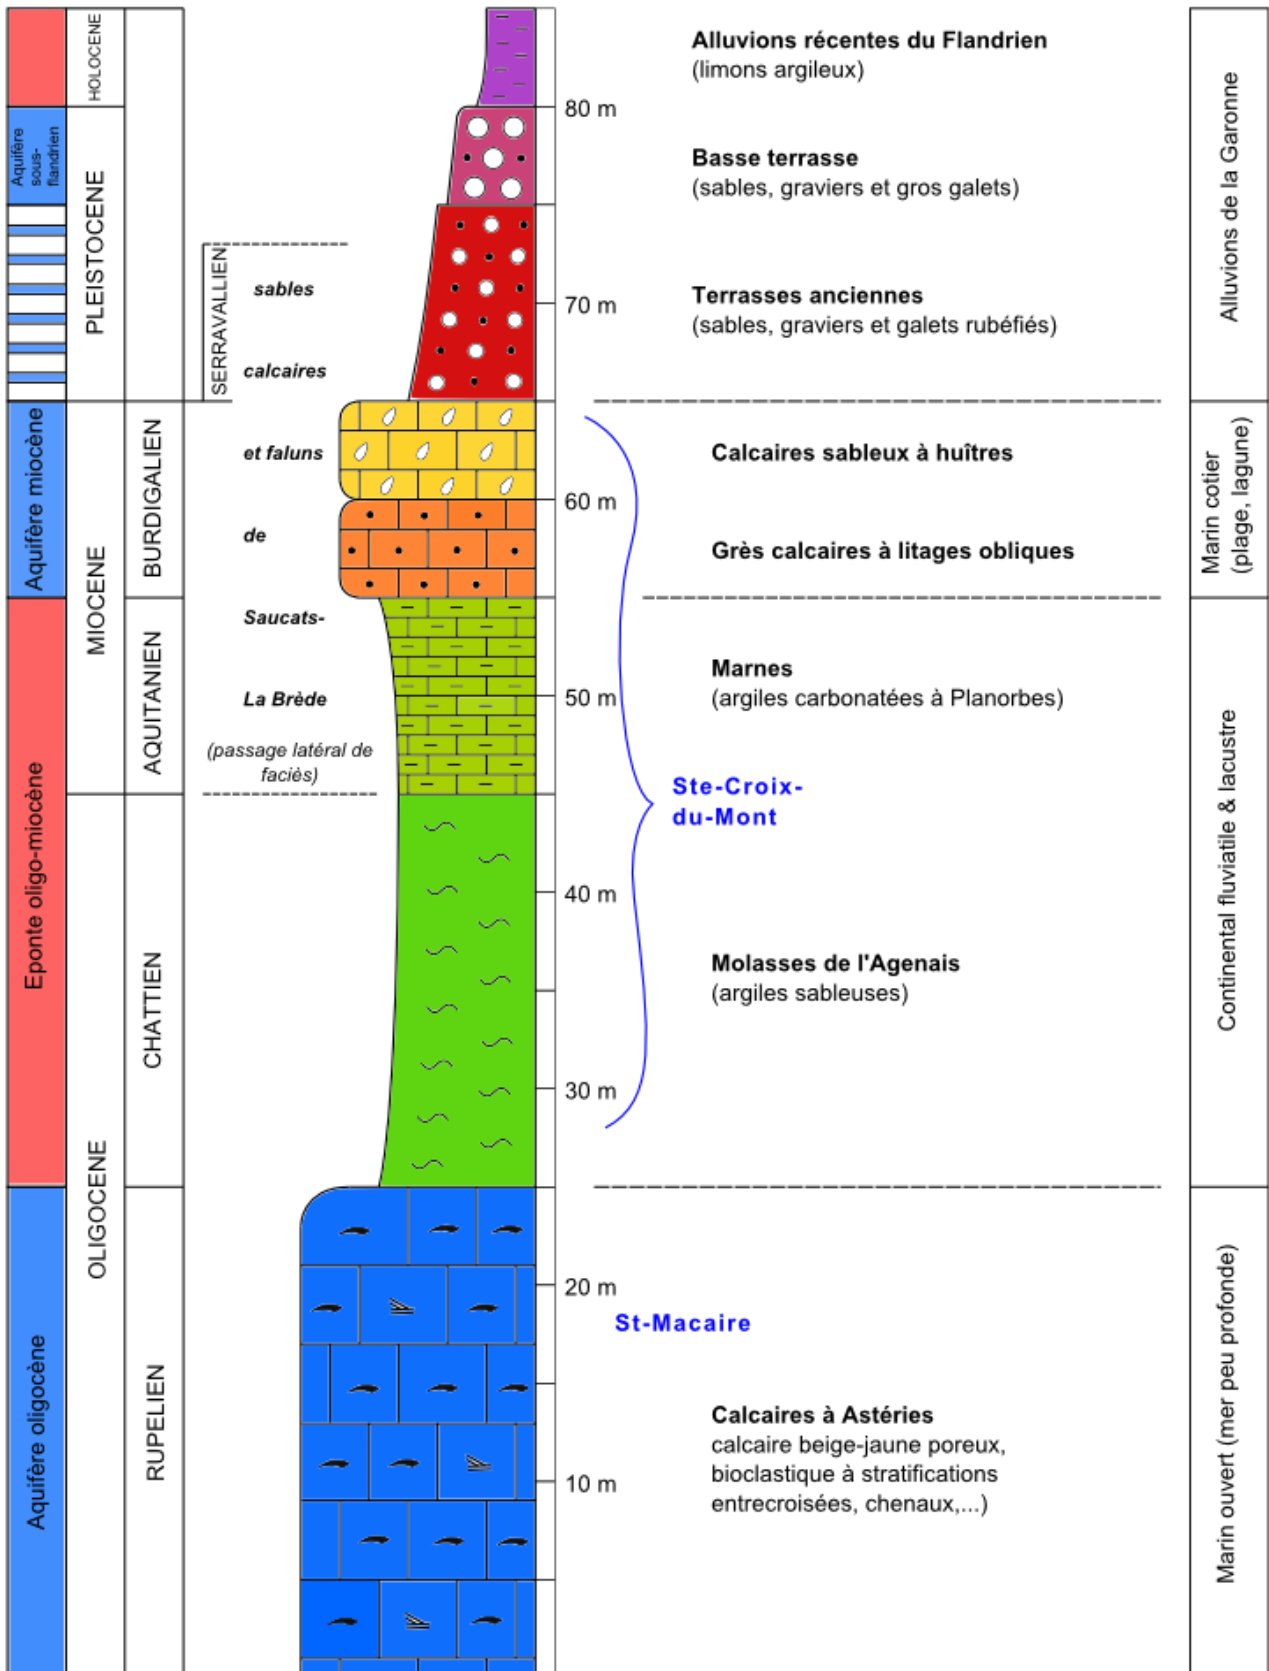 HOLOCENE
Alluvions récentes du Flandrien
(limons argileux)
80 m
Aquifère
sous-
flandrien
PLEISTOCENE
Basse terrasse
(sables, graviers et gros galets)
Alluvions de la Garonne
SERRAVALLIEN
sables
70 m
Terrasses anciennes
(sables, graviers et galets rubéfiés)
calcaires
Aquifère miocène
MIOCENE
BURDIGALIEN
et faluns
Calcaires sableux à huîtres
60 m
de
Grès calcaires à litages obliques
Marin cotier
(plage, lagune)
Eponte oligo-miocène
AQUITANIEN
Saucats-
La Brède
(passage latéral de
faciès)
50 m
Marnes
(argiles carbonatées à Planorbes)
Ste-Croix-
du-Mont
Continental fluviatile & lacustre
CHATTIEN
40 m
Molasses de l'Agenais
(argiles sableuses)
30 m
OLIGOCENE
Aquifère oligocène
RUPELIEN
20 m
St-Macaire
Calcaires à Astéries
calcaire beige-jaune poreux,
bioclastique à stratifications
entrecroisées, chenaux,...)
10 m
Marin ouvert (mer peu profonde)